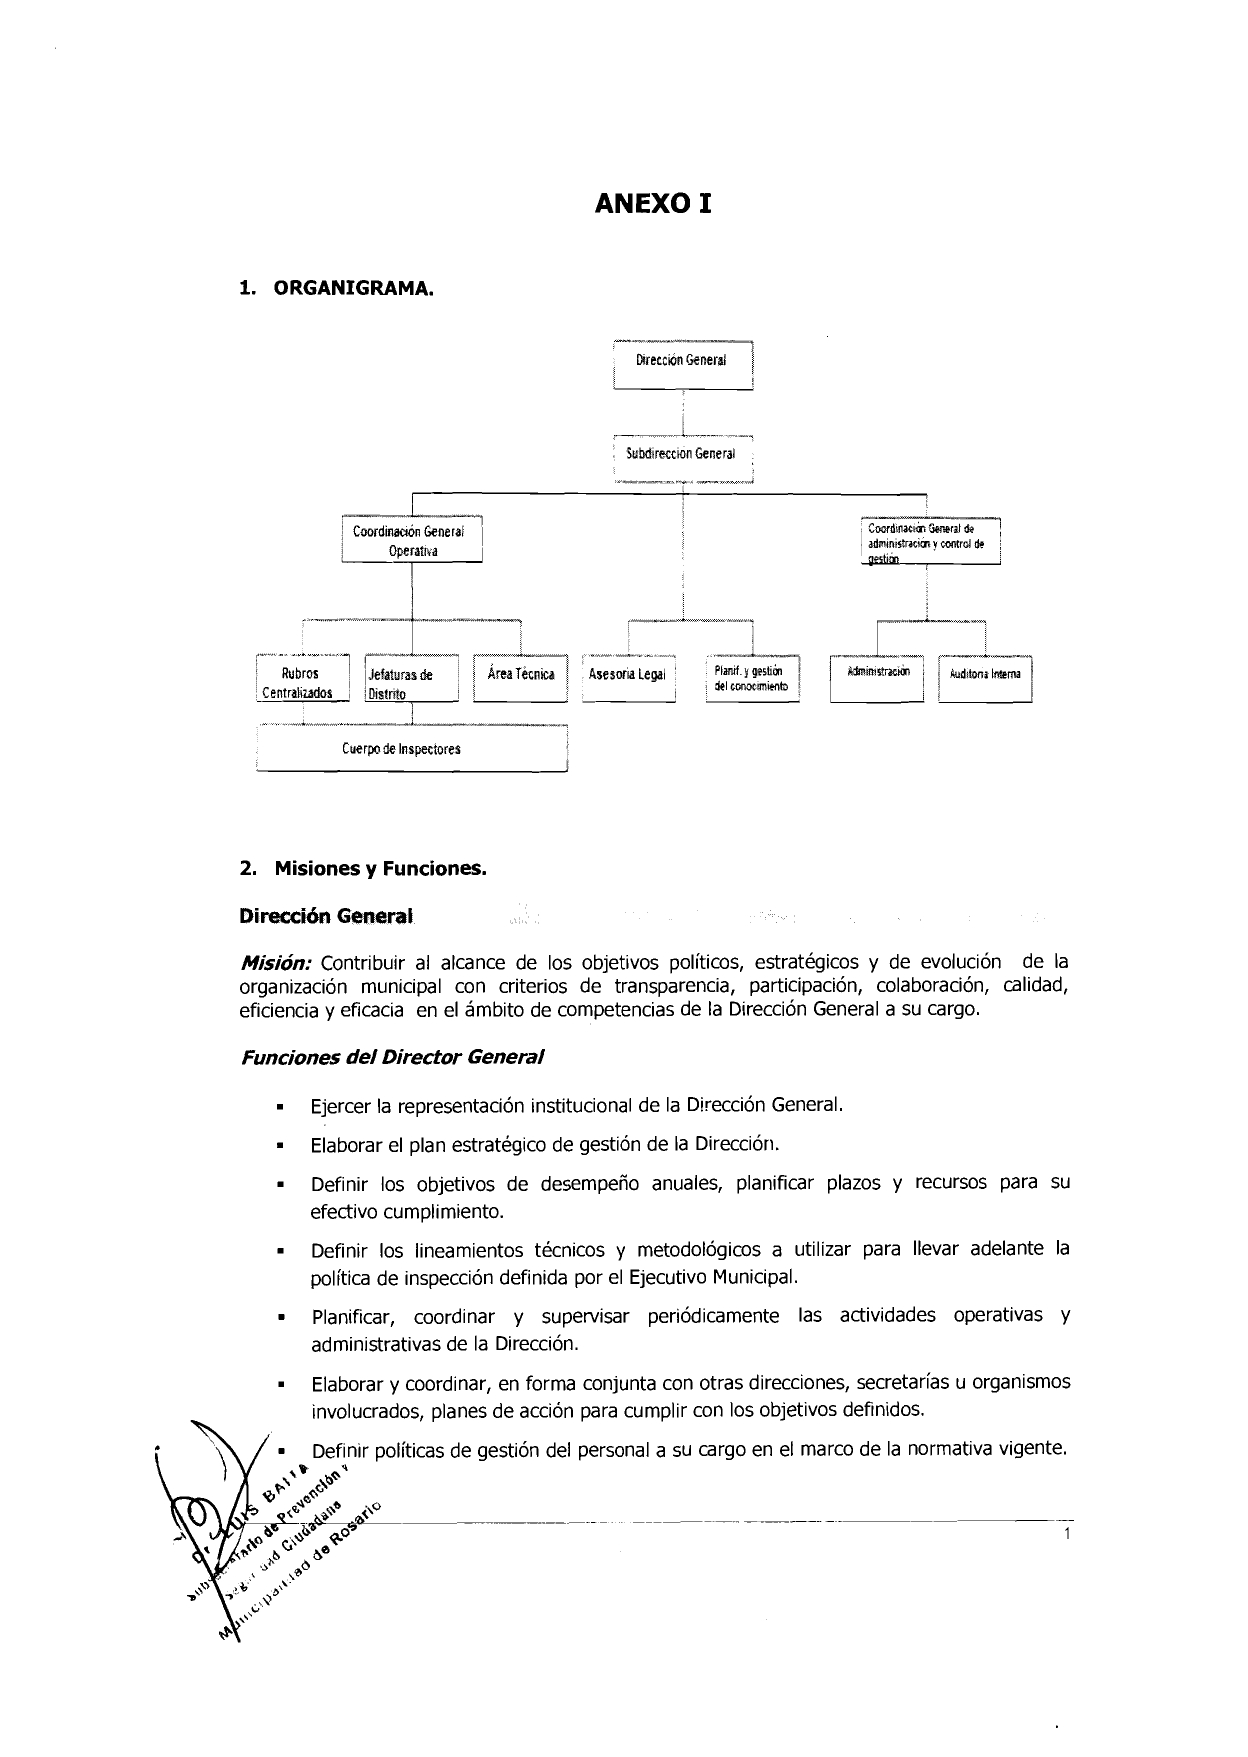 ANEXO I
1. ORGANIGRAMA.
Dirección General
Subdirección General
Coordinación General
Operativa
Coordinación General de
administración y control de
gestión
Rubros
Centralizados
Jefaturas de
Distrito
Área Técnica
Asesoria Legal
Planif. y gestión
del conocimiento
Administración
Auditoria Interna
Cuerpo de Inspectores
2. Misiones y Funciones.
Dirección General
Misión: Contribuir al alcance de los objetivos políticos, estratégicos y de evolución de la
organización municipal con criterios de transparencia, participación, colaboración, calidad,
eficiencia y eficacia en el ámbito de competencias de la Dirección General a su cargo.
Funciones del Director General
▪ Ejercer la representación institucional de la Dirección General.
▪ Elaborar el plan estratégico de gestión de la Dirección.
▪ Definir los objetivos de desempeño anuales, planificar plazos y recursos para su
efectivo cumplimiento.
▪ Definir los lineamientos técnicos y metodológicos a utilizar para llevar adelante la
política de inspección definida por el Ejecutivo Municipal.
▪ Planificar, coordinar y supervisar periódicamente las actividades operativas y
administrativas de la Dirección.
▪ Elaborar y coordinar, en forma conjunta con otras direcciones, secretarías u organismos
involucrados, planes de acción para cumplir con los objetivos definidos.
▪ Definir políticas de gestión del personal a su cargo en el marco de la normativa vigente.
Dr. LUIS
de Prevención y
Ciudadana
Municipalidad de Rosario
1